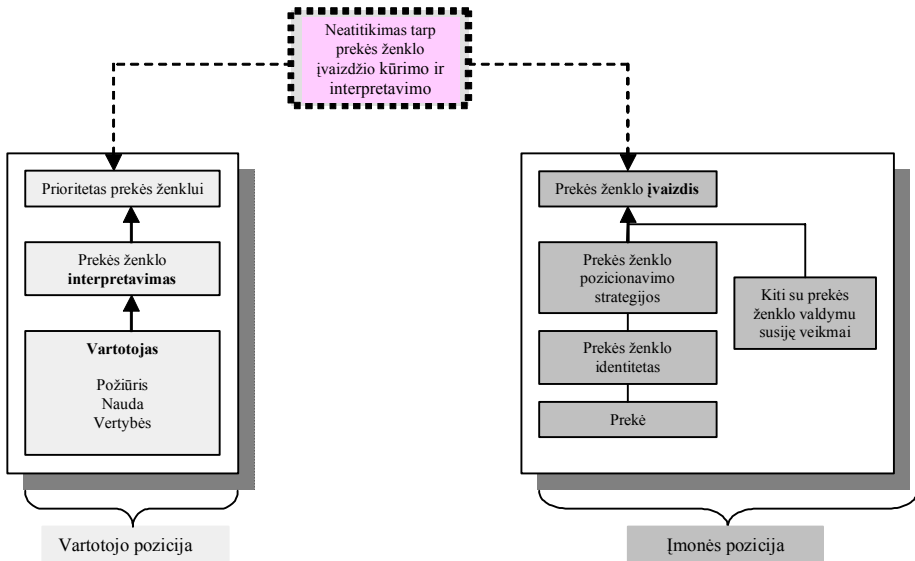 Neatitikimas tarp
prekės ženklo
įvaizdžio kūrimo ir
interpretavimo
Prioritetas prekės ženklui
Prekės ženklo
interpretavimas
Vartotojas
Požiūris
Nauda
Vertybės
Vartotojo pozicija
Prekės ženklo įvaizdis
Prekės ženklo
pozicionavimo
strategijos
Kiti su prekės
ženklo valdymu
susiję veikmai
Prekės ženklo
identitetas
Prekė
Įmonės pozicija